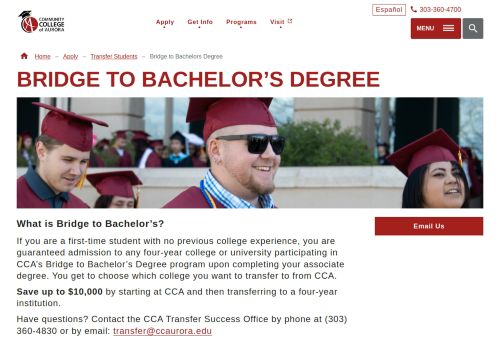 COMMUNITY
COLLEGE
of AURORA
Español 303-360-4700
Apply Get Info Programs Visit
MENU
Home – Apply – Transfer Students – Bridge to Bachelors Degree
BRIDGE TO BACHELOR'S DEGREE
What is Bridge to Bachelor's?
If you are a first-time student with no previous college experience, you are
guaranteed admission to any four-year college or university participating in
CCA's Bridge to Bachelor's Degree program upon completing your associate
degree. You get to choose which college you want to transfer to from CCA.
Save up to $10,000 by starting at CCA and then transferring to a four-year
institution.
Have questions? Contact the CCA Transfer Success Office by phone at (303)
360-4830 or by email: transfer@ccaurora.edu
Email Us